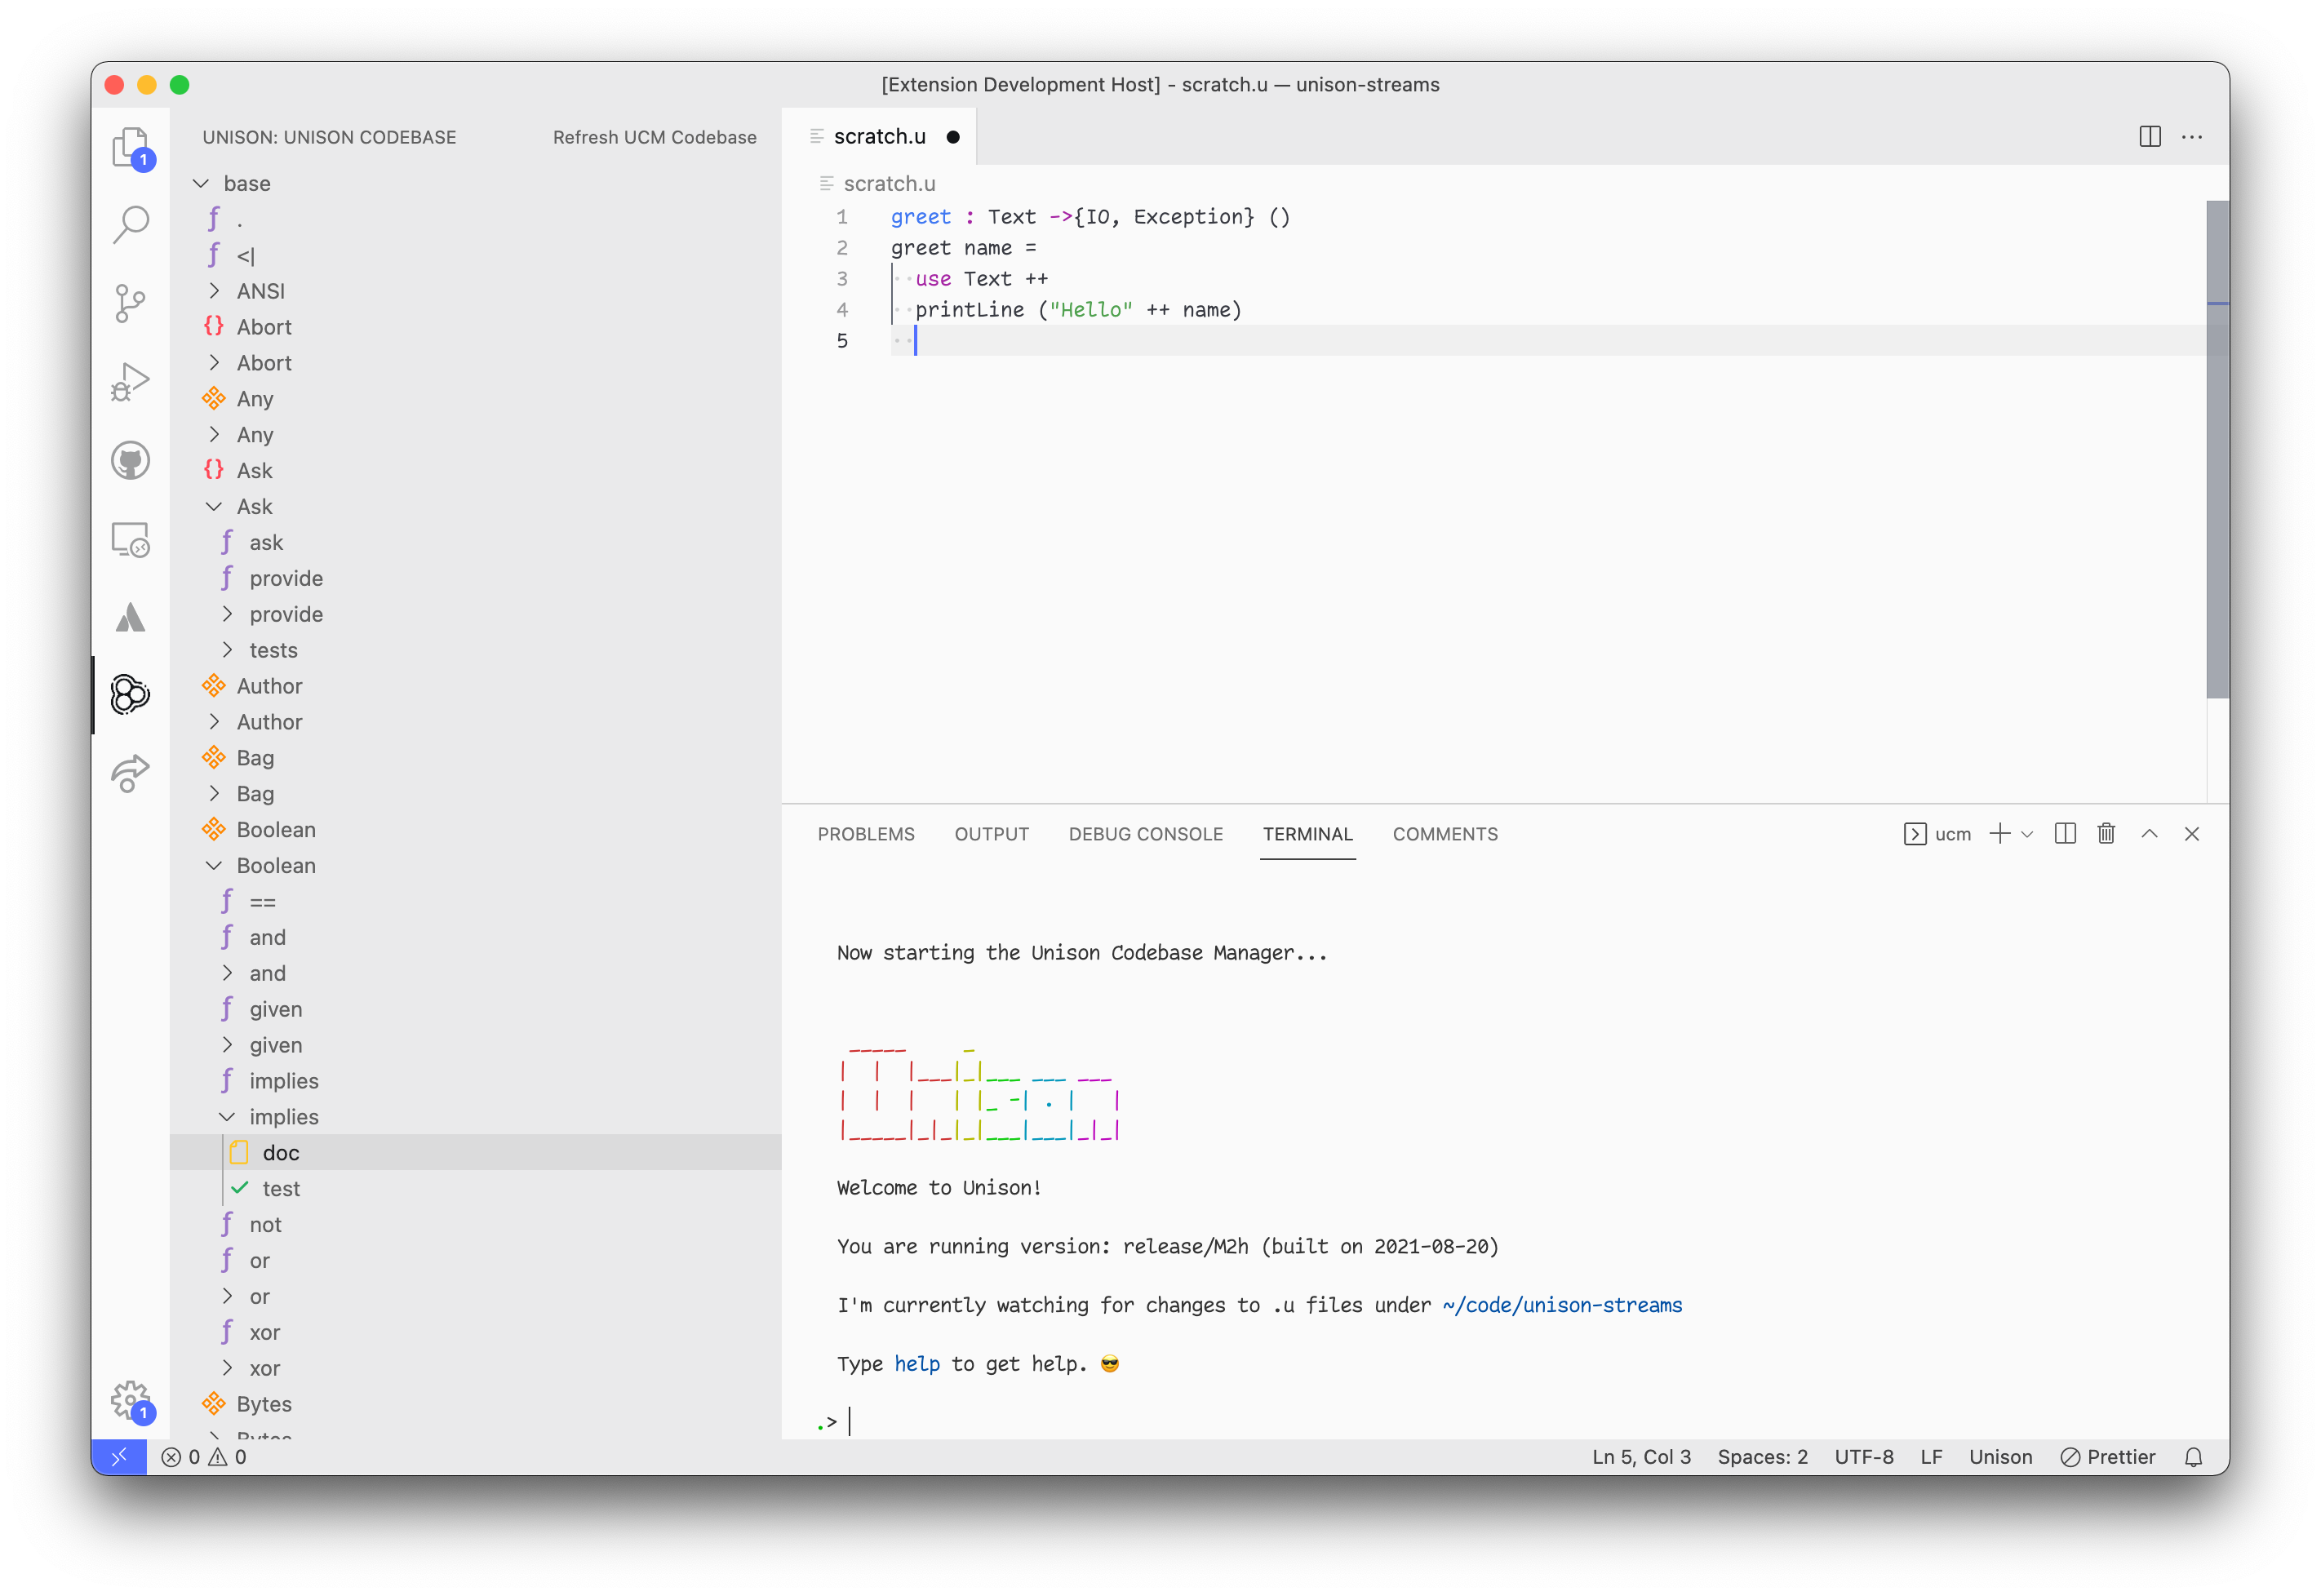 [Extension Development Host] - scratch.u — unison-streams
1
UNISON: UNISON CODEBASE
Refresh UCM Codebase
base
.
<|
ANSI
Abort
Abort
Any
Any
Ask
Ask
ask
provide
provide
tests
Author
Author
Bag
Bag
Boolean
Boolean
==
and
and
given
given
implies
implies
doc
test
not
or
or
xor
xor
Bytes
Bytes
1
scratch.u
scratch.u
1 greet : Text ->{IO, Exception} ()
2 greet name =
3 use Text ++
4 printLine ("Hello" ++ name)
5
PROBLEMS OUTPUT DEBUG CONSOLE TERMINAL COMMENTS
ucm
Now starting the Unison Codebase Manager...
Unison
Welcome to Unison!
You are running version: release/M2h (built on 2021-08-20)
I'm currently watching for changes to .u files under ~/code/unison-streams
Type help to get help. 😎
.>
0 0
Ln 5, Col 3 Spaces: 2 UTF-8 LF Unison Prettier